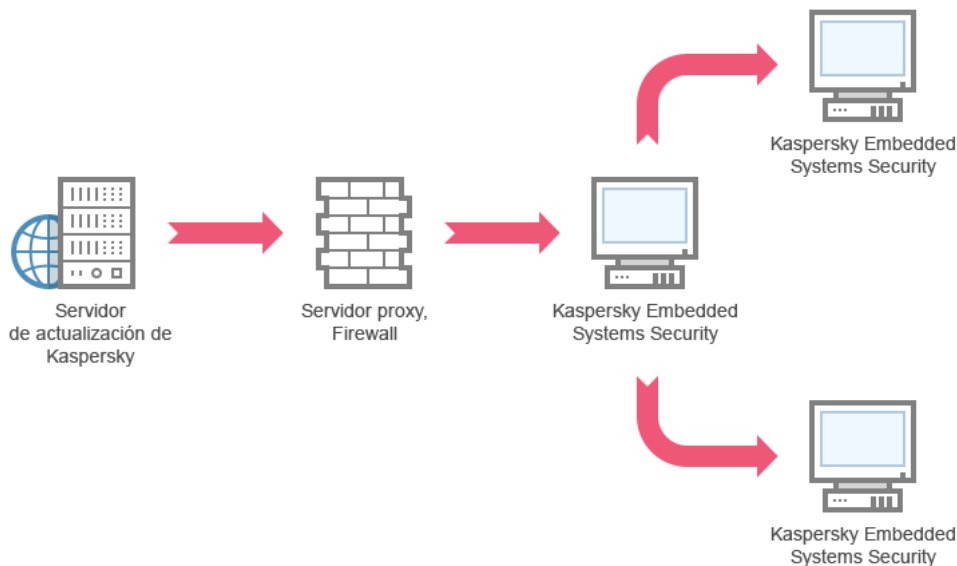 Kaspersky Embedded
Systems Security
Servidor
de actualización de
Kaspersky
Servidor proxy,
Firewall
Kaspersky Embedded
Systems Security
Kaspersky Embedded
Systems Security